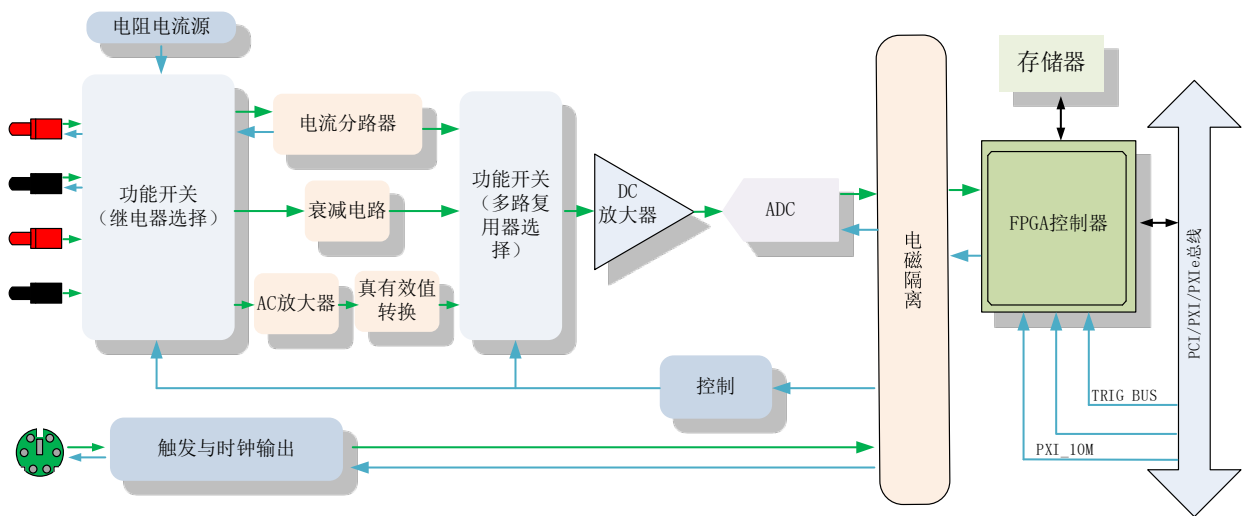 电阻电流源
存储器
电流分路器
功能开关
（继电器选择）
功能开关
（多路复
用器选
择）
DC
放大器
ADC
衰减电路
FPGA控制器
电
磁
隔
离
AC放大器
真有效值
转换
PCI/PXI/PXIe总线
控制
TRIG BUS
触发与时钟输出
PXI_10M